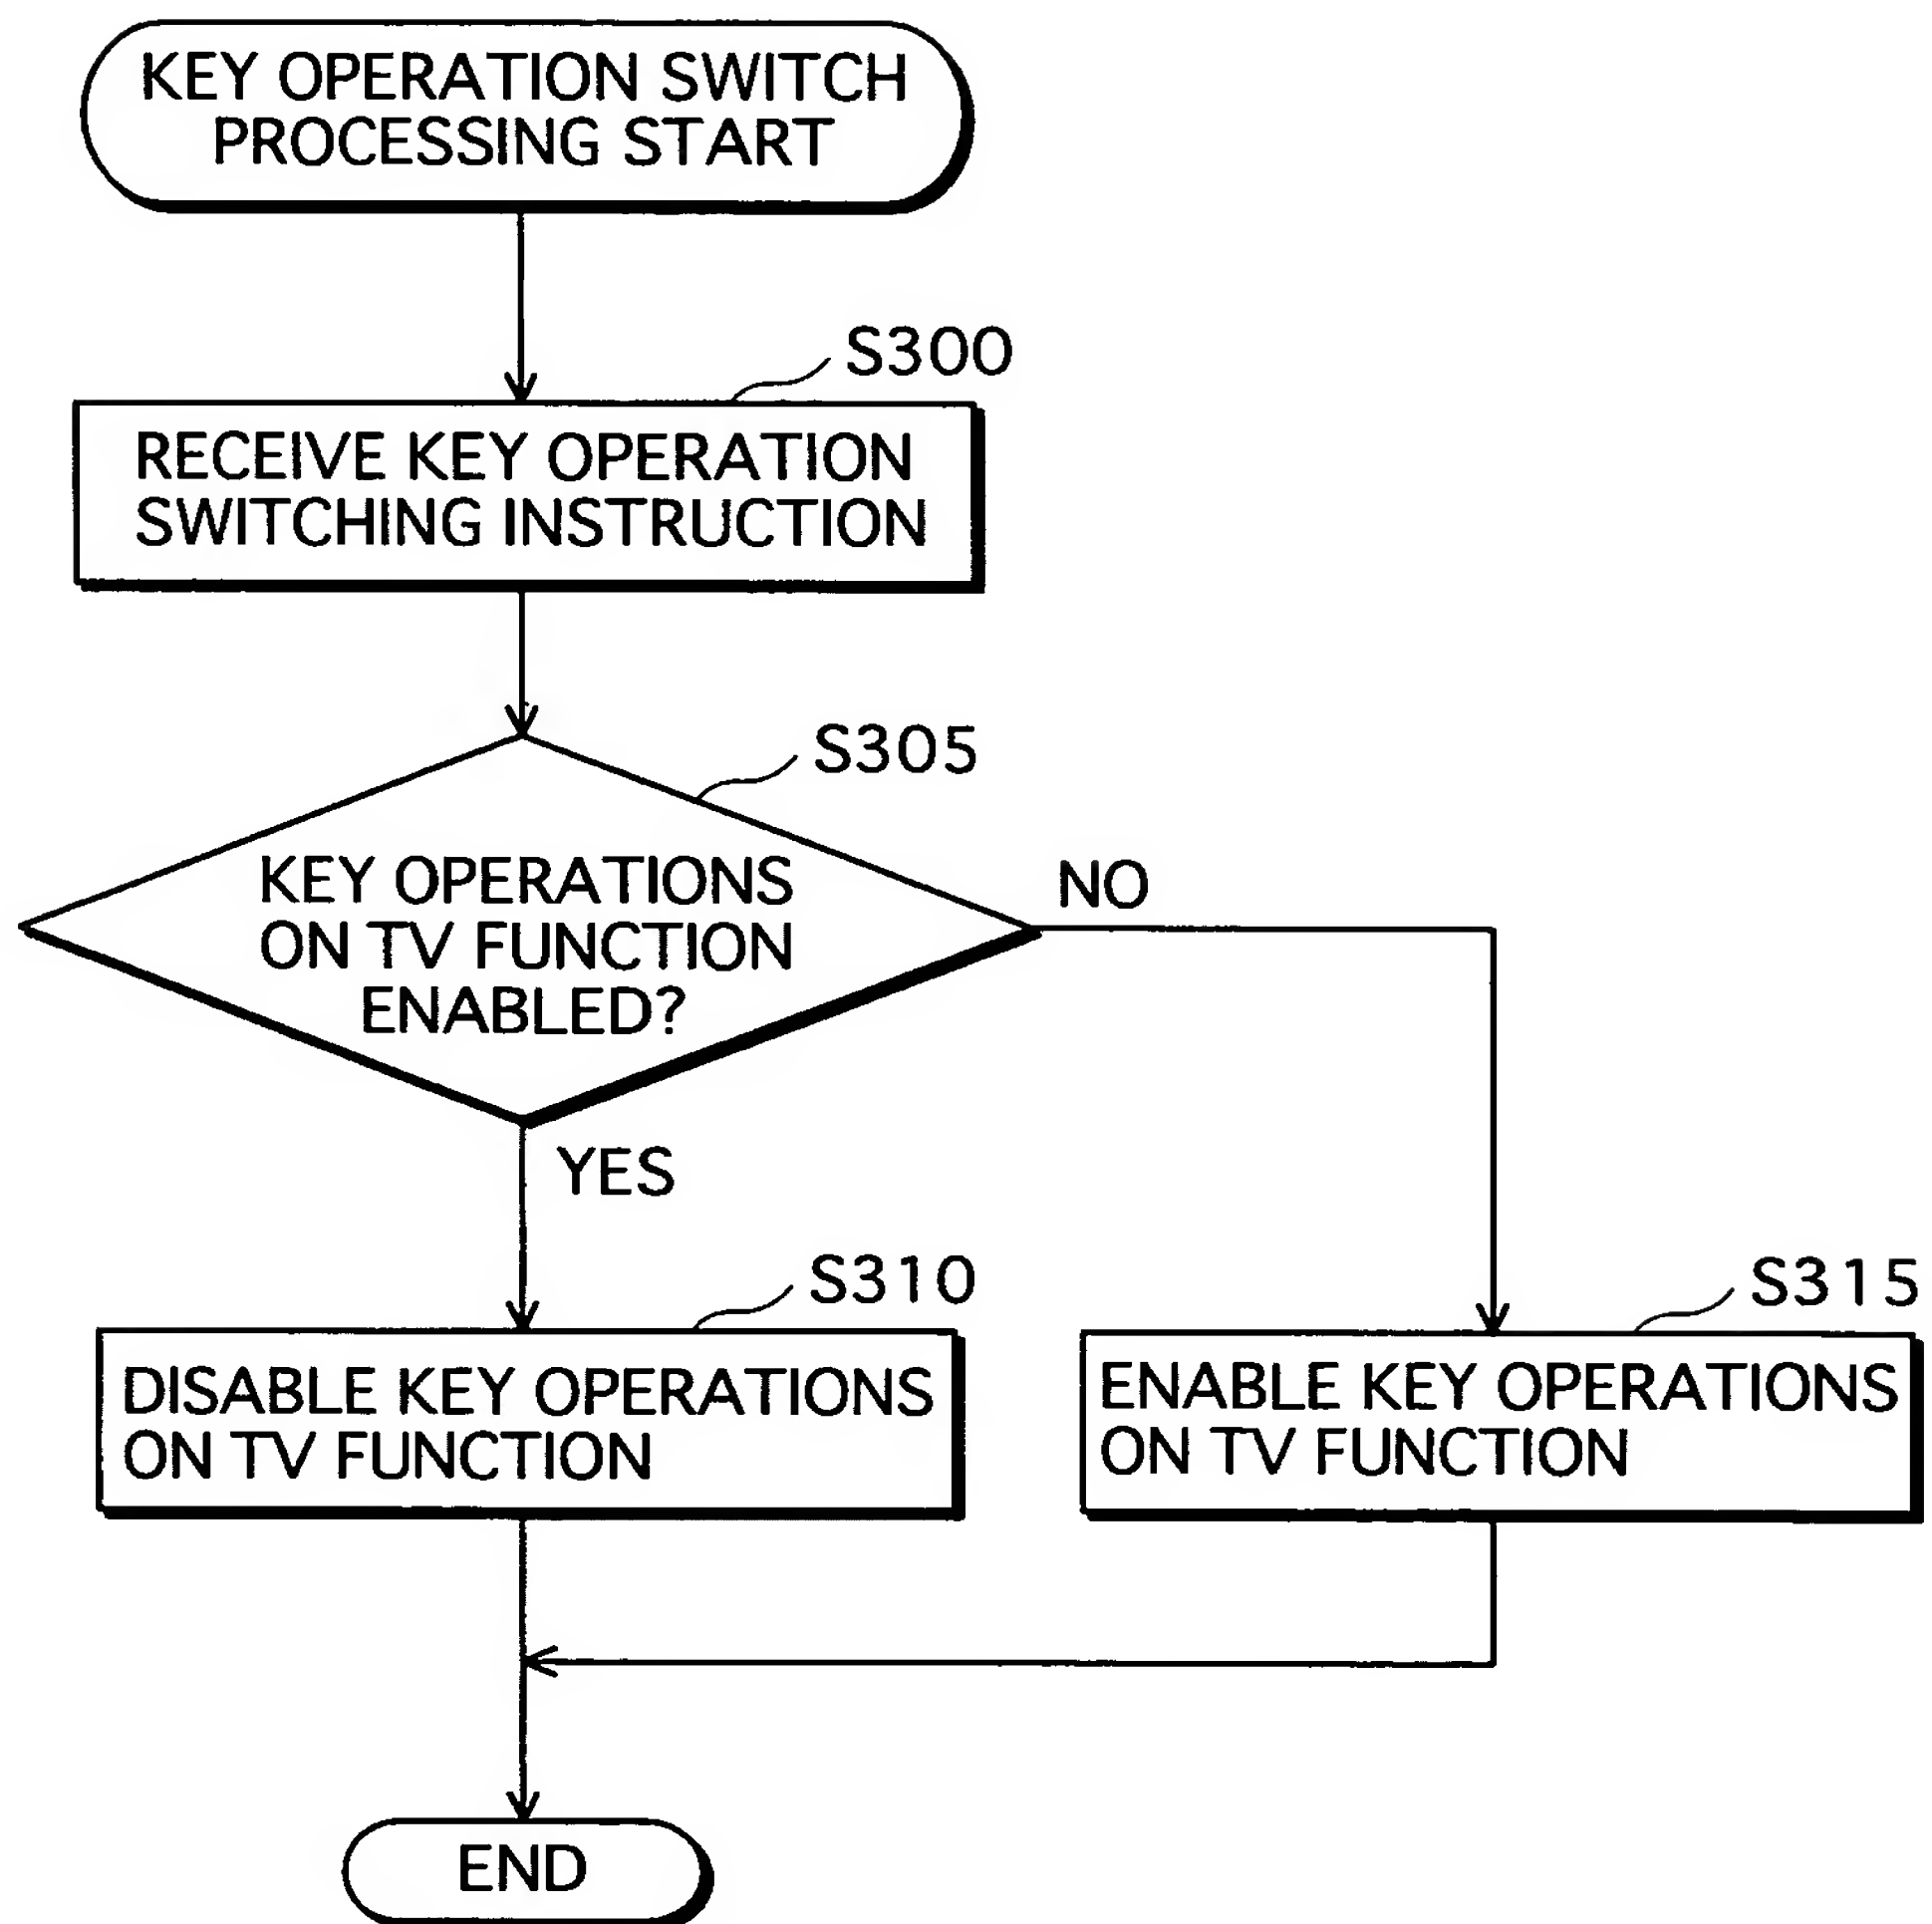 KEY OPERATION SWITCH
PROCESSING START
S300
RECEIVE KEY OPERATION
SWITCHING INSTRUCTION
S305
KEY OPERATIONS
ON TV FUNCTION
ENABLED?
NO
YES
S310
DISABLE KEY OPERATIONS
ON TV FUNCTION
S315
ENABLE KEY OPERATIONS
ON TV FUNCTION
END